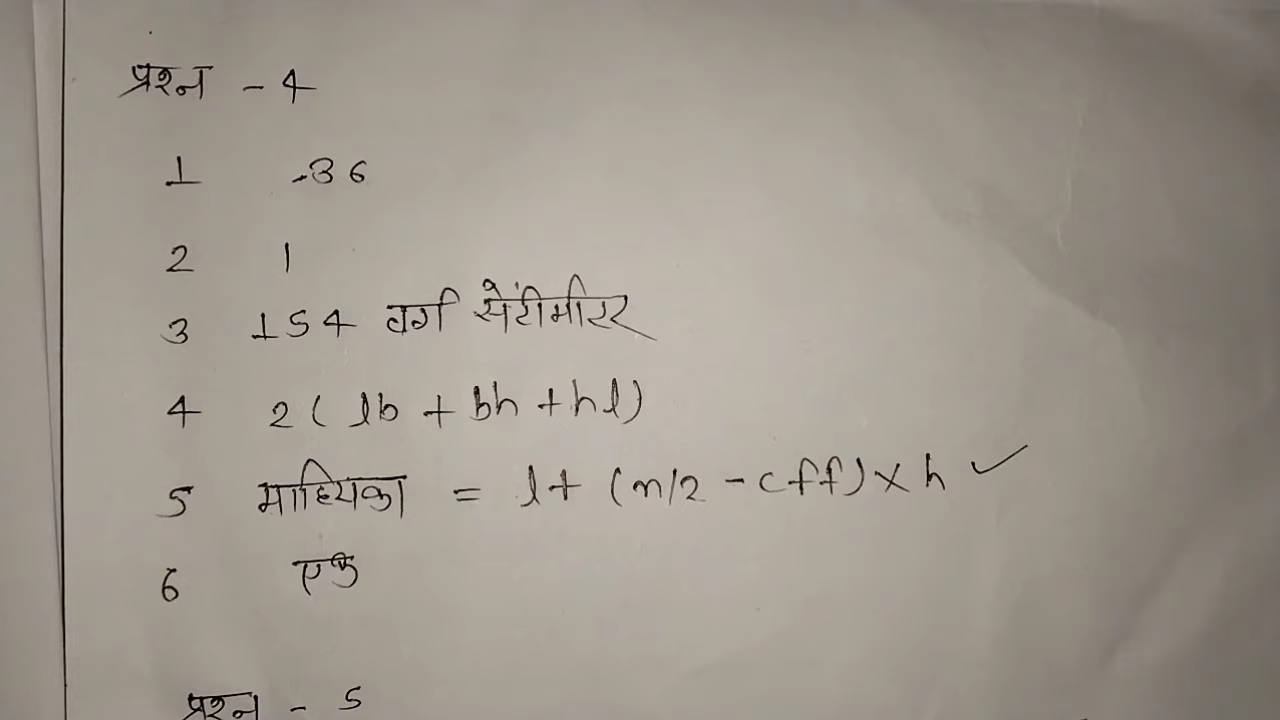 प्रश्न - 4
1 -36
2 1
3 154 वर्ग सेंटीमीटर
4 2( lb + bh + hl)
5 माध्यिका = l+ (n/2 - cff) x h ✓
6 एक
प्रश्न - 5